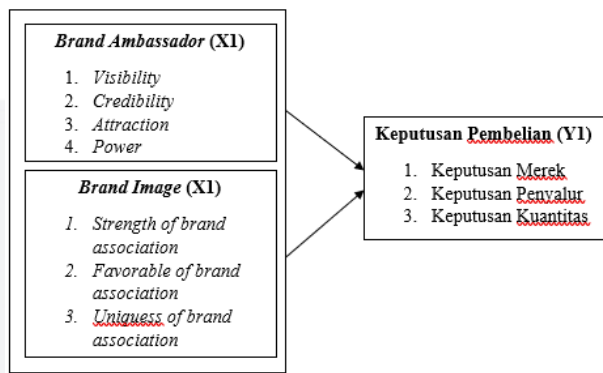 Brand Ambassador (X1)
1. Visibility
2. Credibility
3. Attraction
4. Power
Brand Image (X1)
1. Strength of brand
association
2. Favorable of brand
association
3. Uniquess of brand
association
Keputusan Pembelian (Y1)
1. Keputusan Merek
2. Keputusan Penyalur
3. Keputusan Kuantitas